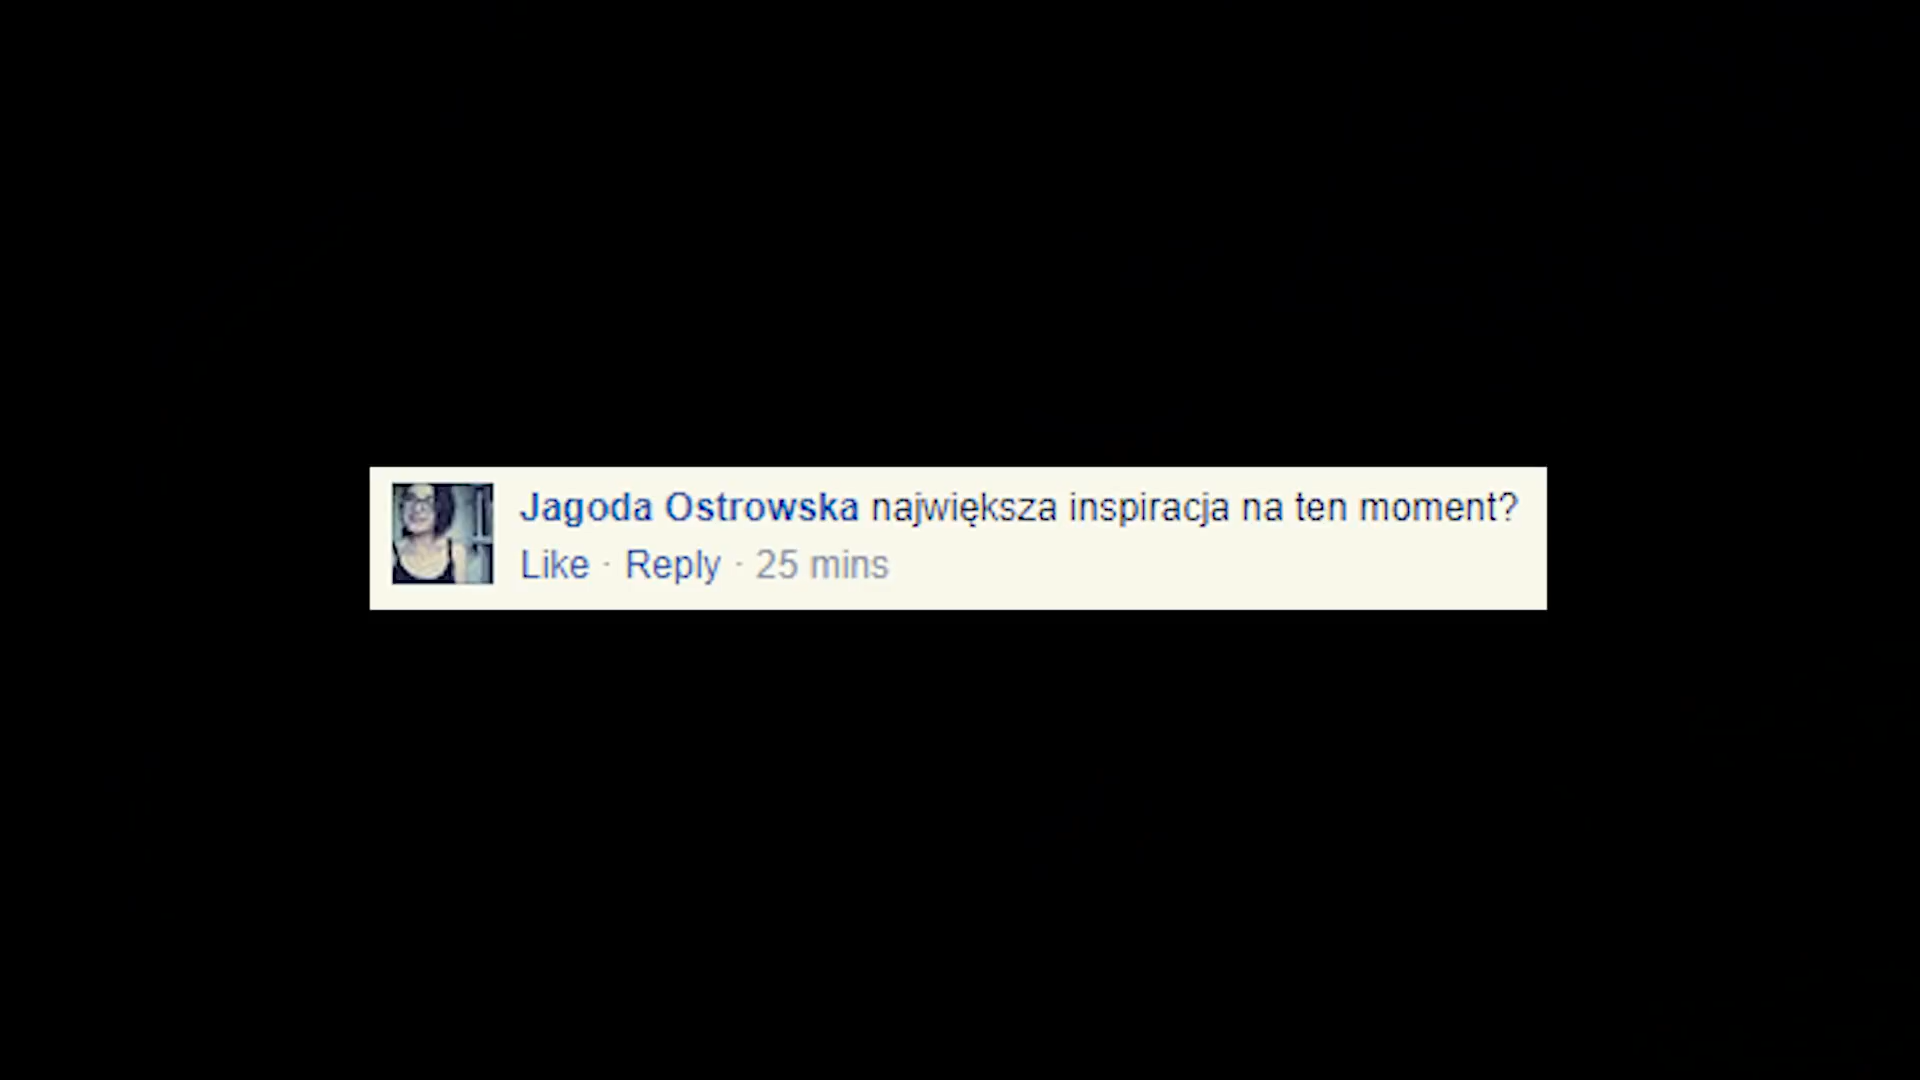 Jagoda Ostrowska największa inspiracja na ten moment?
Like · Reply · 25 mins